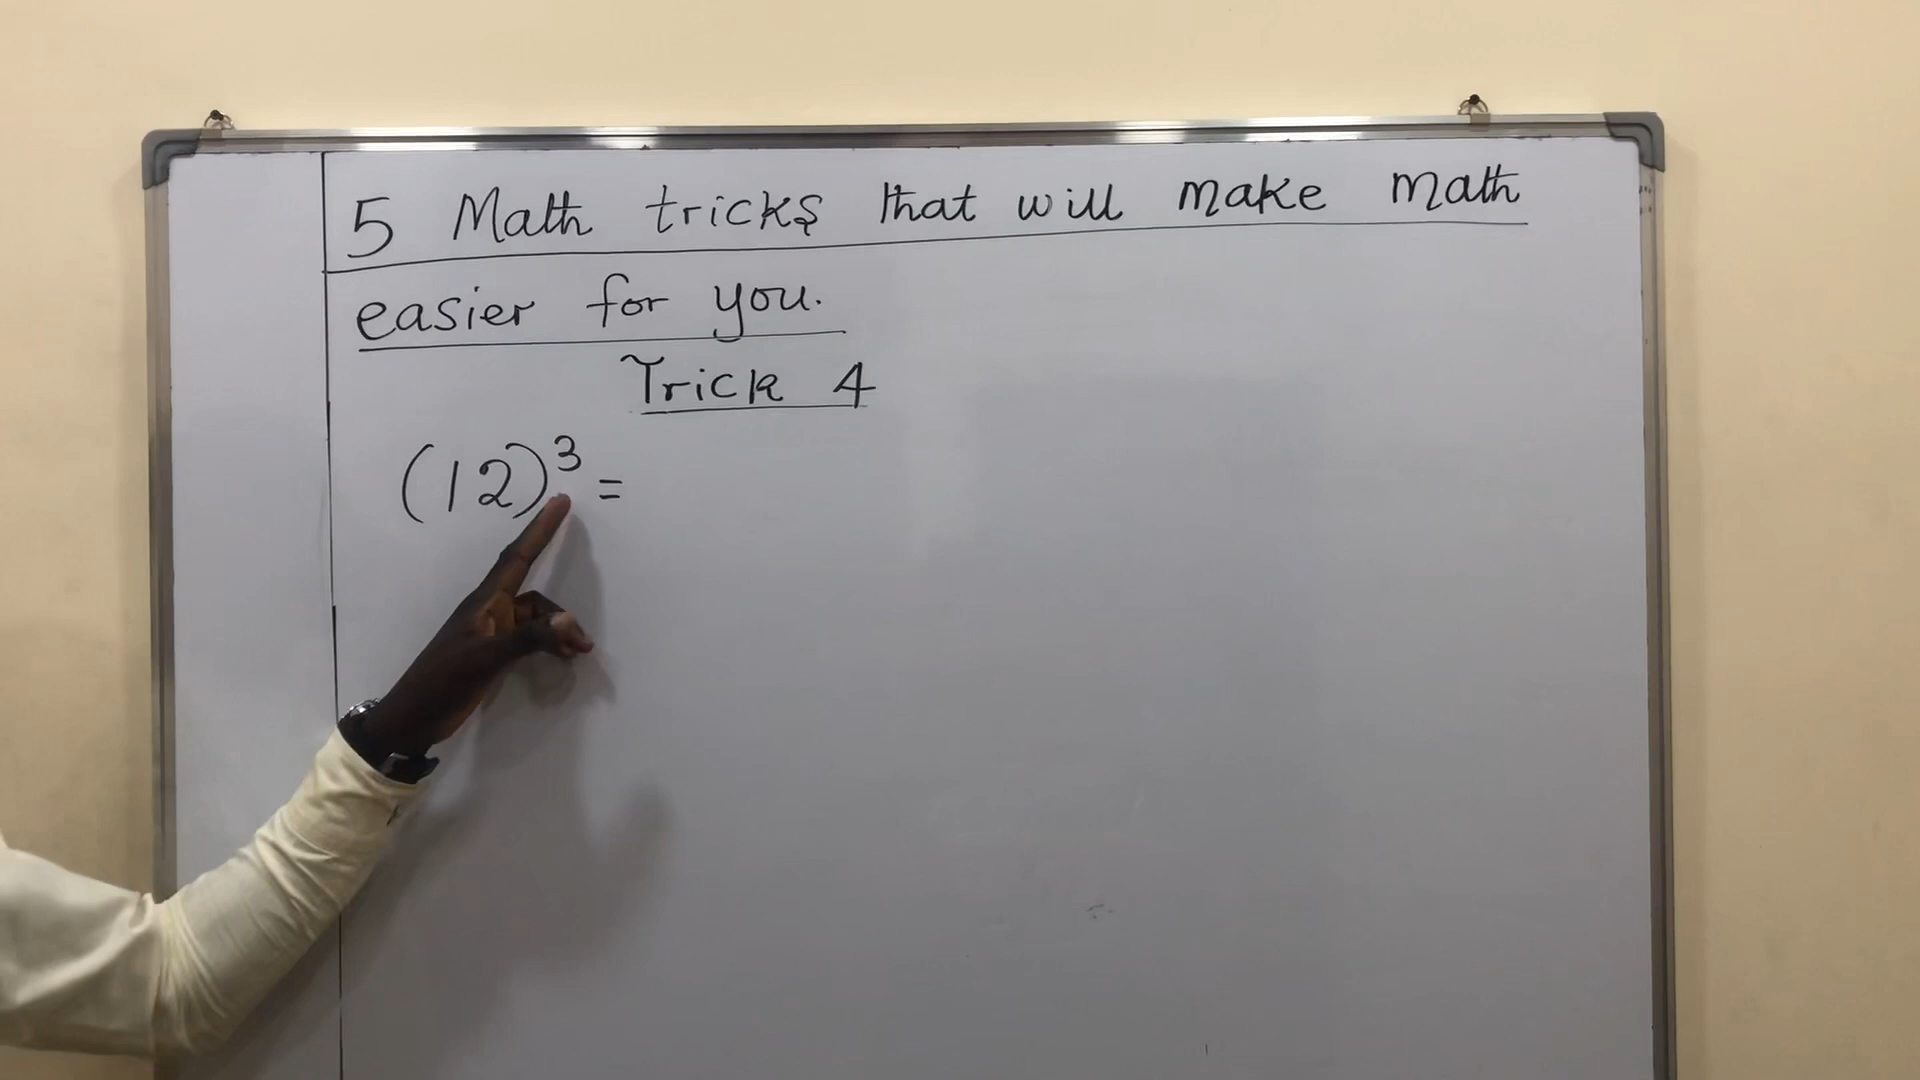 5 Math tricks that will make math
easier for you.
Trick 4
(12)³ =